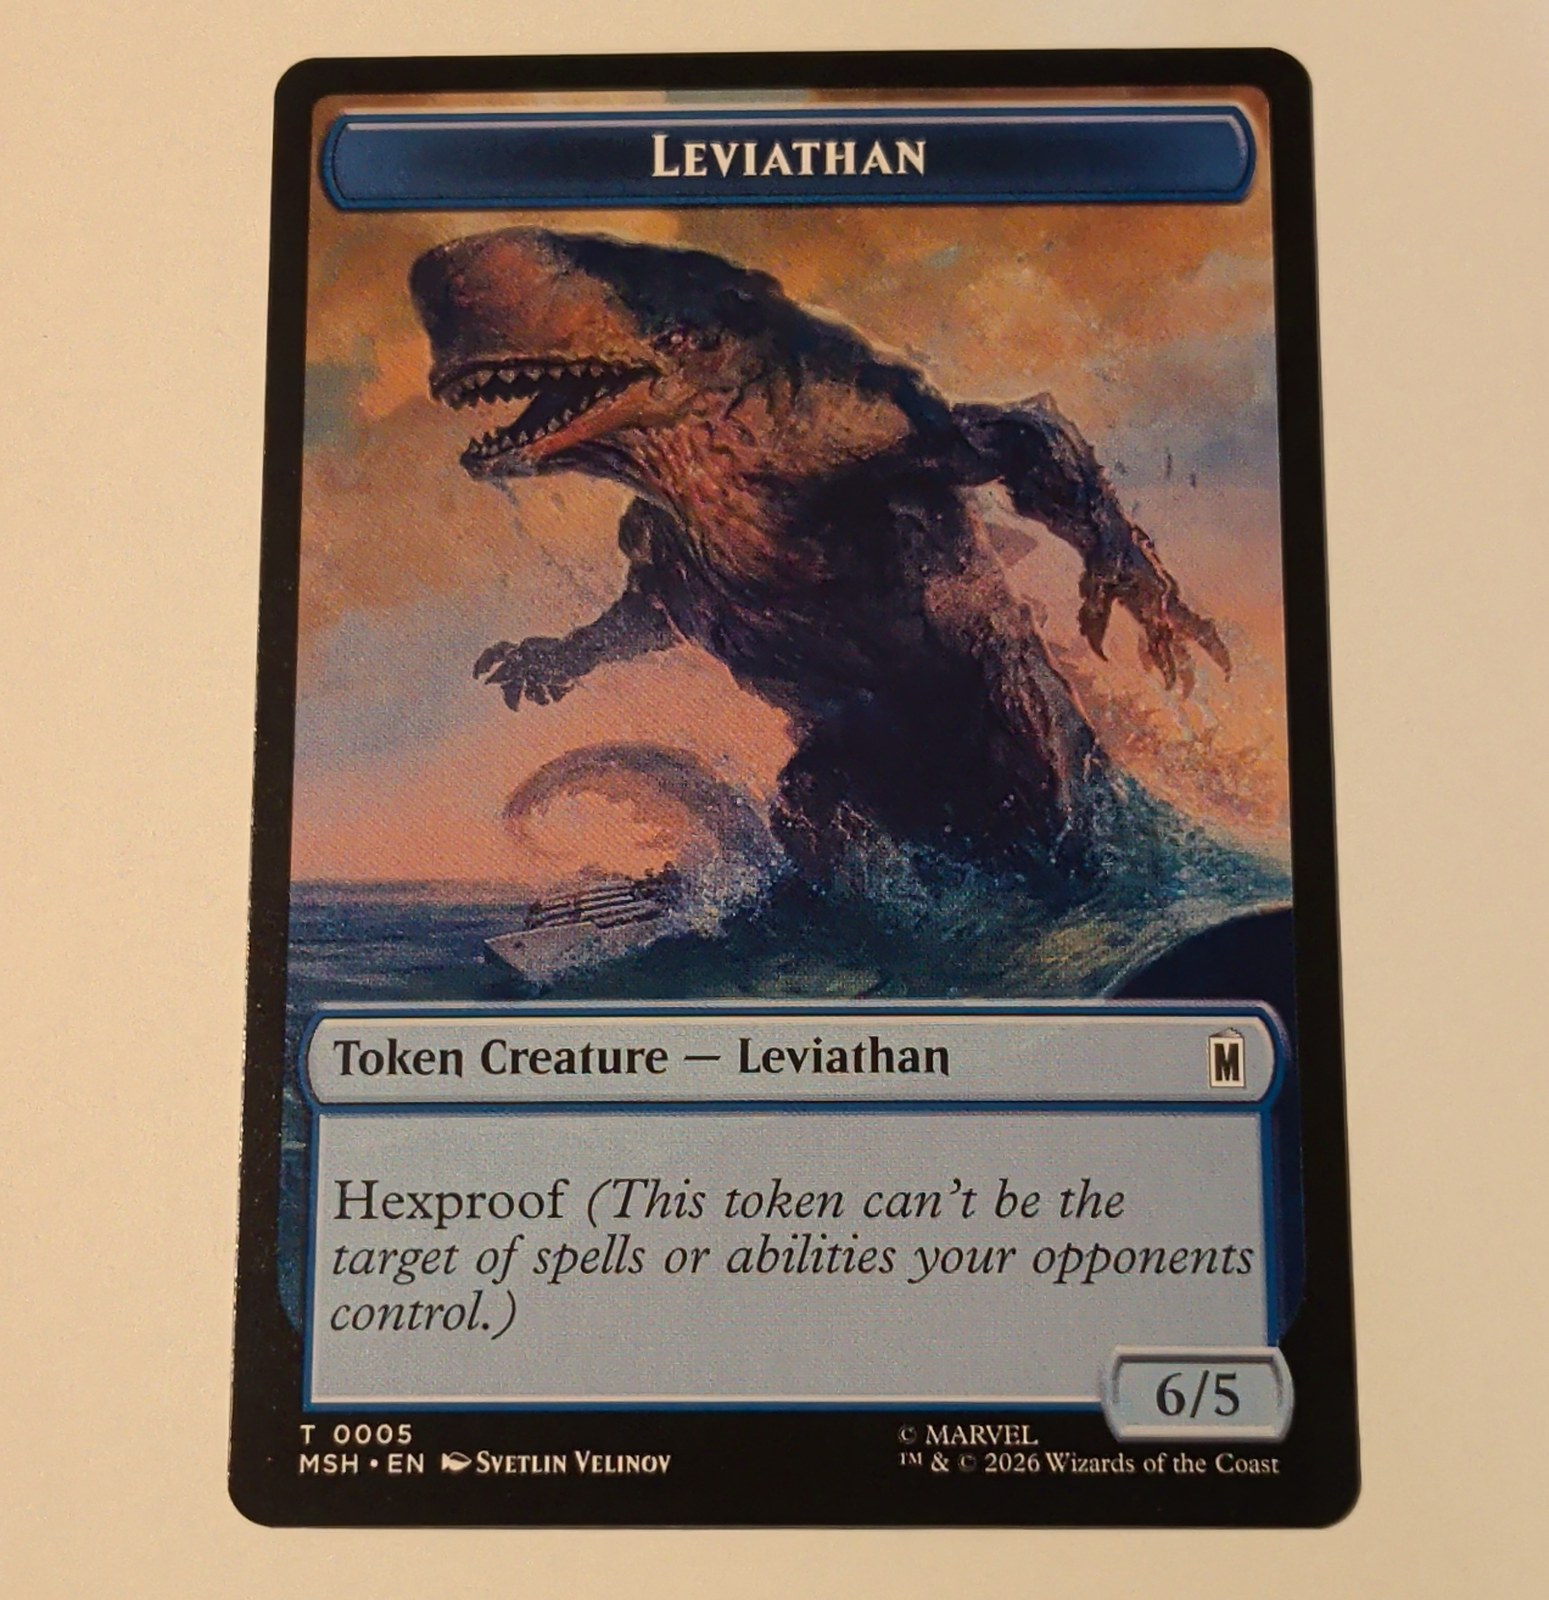 LEVIATHAN
Token Creature — Leviathan
M
Hexproof (This token can't be the
target of spells or abilities your opponents
control.)
6/5
T 0005
MSH • EN SVETLIN VELINOV
© MARVEL
™ & © 2026 Wizards of the Coast